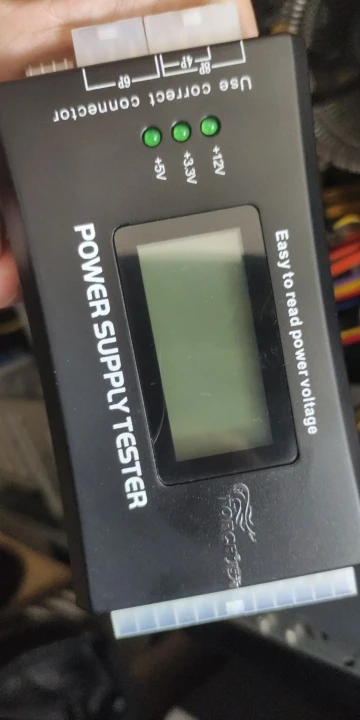 Use correct connector
8P
4P
6P
+12V
+3.3V
+5V
Easy to read power voltage
POWER SUPPLY TESTER